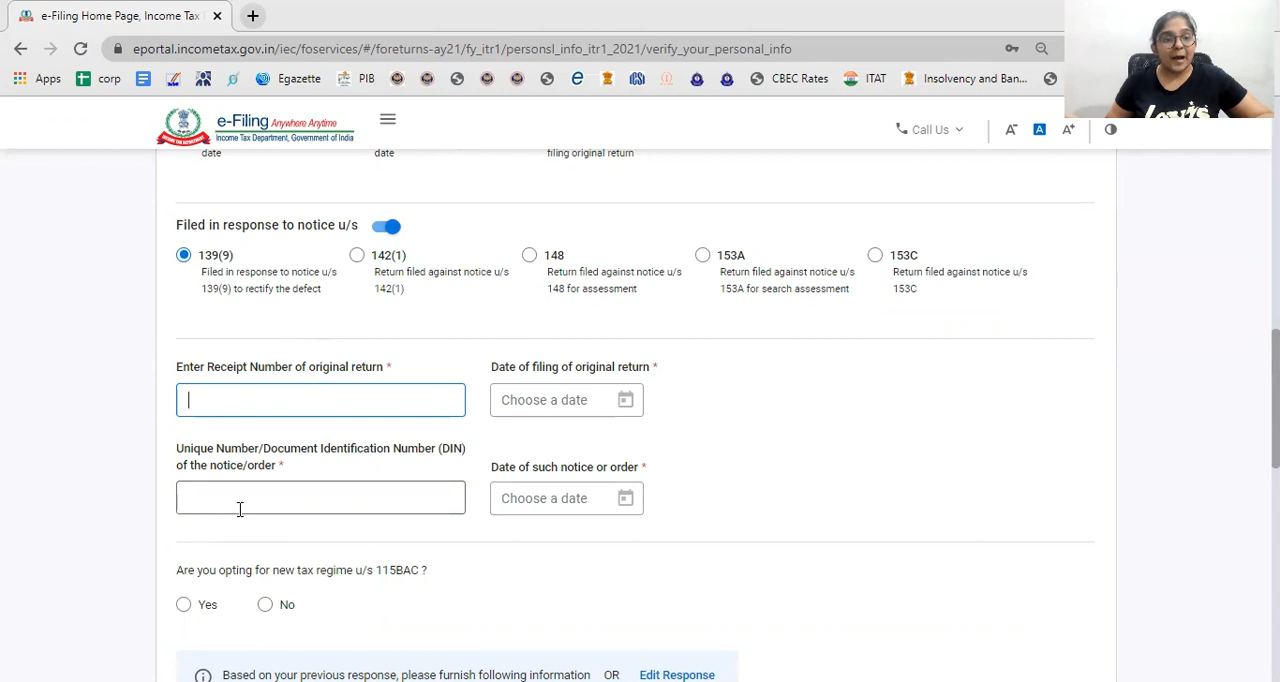 e-Filing Home Page, Income Tax
eportal.incometax.gov.in/iec/foservices/#/foreturns-ay21/fy_itr1/personsl_info_itr1_2021/verify_your_personal_info
Apps corp Egazette PIB ICSI CBEC Rates ITAT Insolvency and Ban...
e-Filing Anywhere Anytime
Income Tax Department, Government of India
Call Us A- A A+
date date filing original return
Filed in response to notice u/s
139(9) 142(1) 148 153A 153C
Filed in response to notice u/s Return filed against notice u/s Return filed against notice u/s Return filed against notice u/s Return filed against notice u/s
139(9) to rectify the defect 142(1) 148 for assessment 153A for search assessment 153C
Enter Receipt Number of original return * Date of filing of original return *
Choose a date
Unique Number/Document Identification Number (DIN)
of the notice/order * Date of such notice or order *
Choose a date
Are you opting for new tax regime u/s 115BAC ?
Yes No
Based on your previous response, please furnish following information OR Edit Response